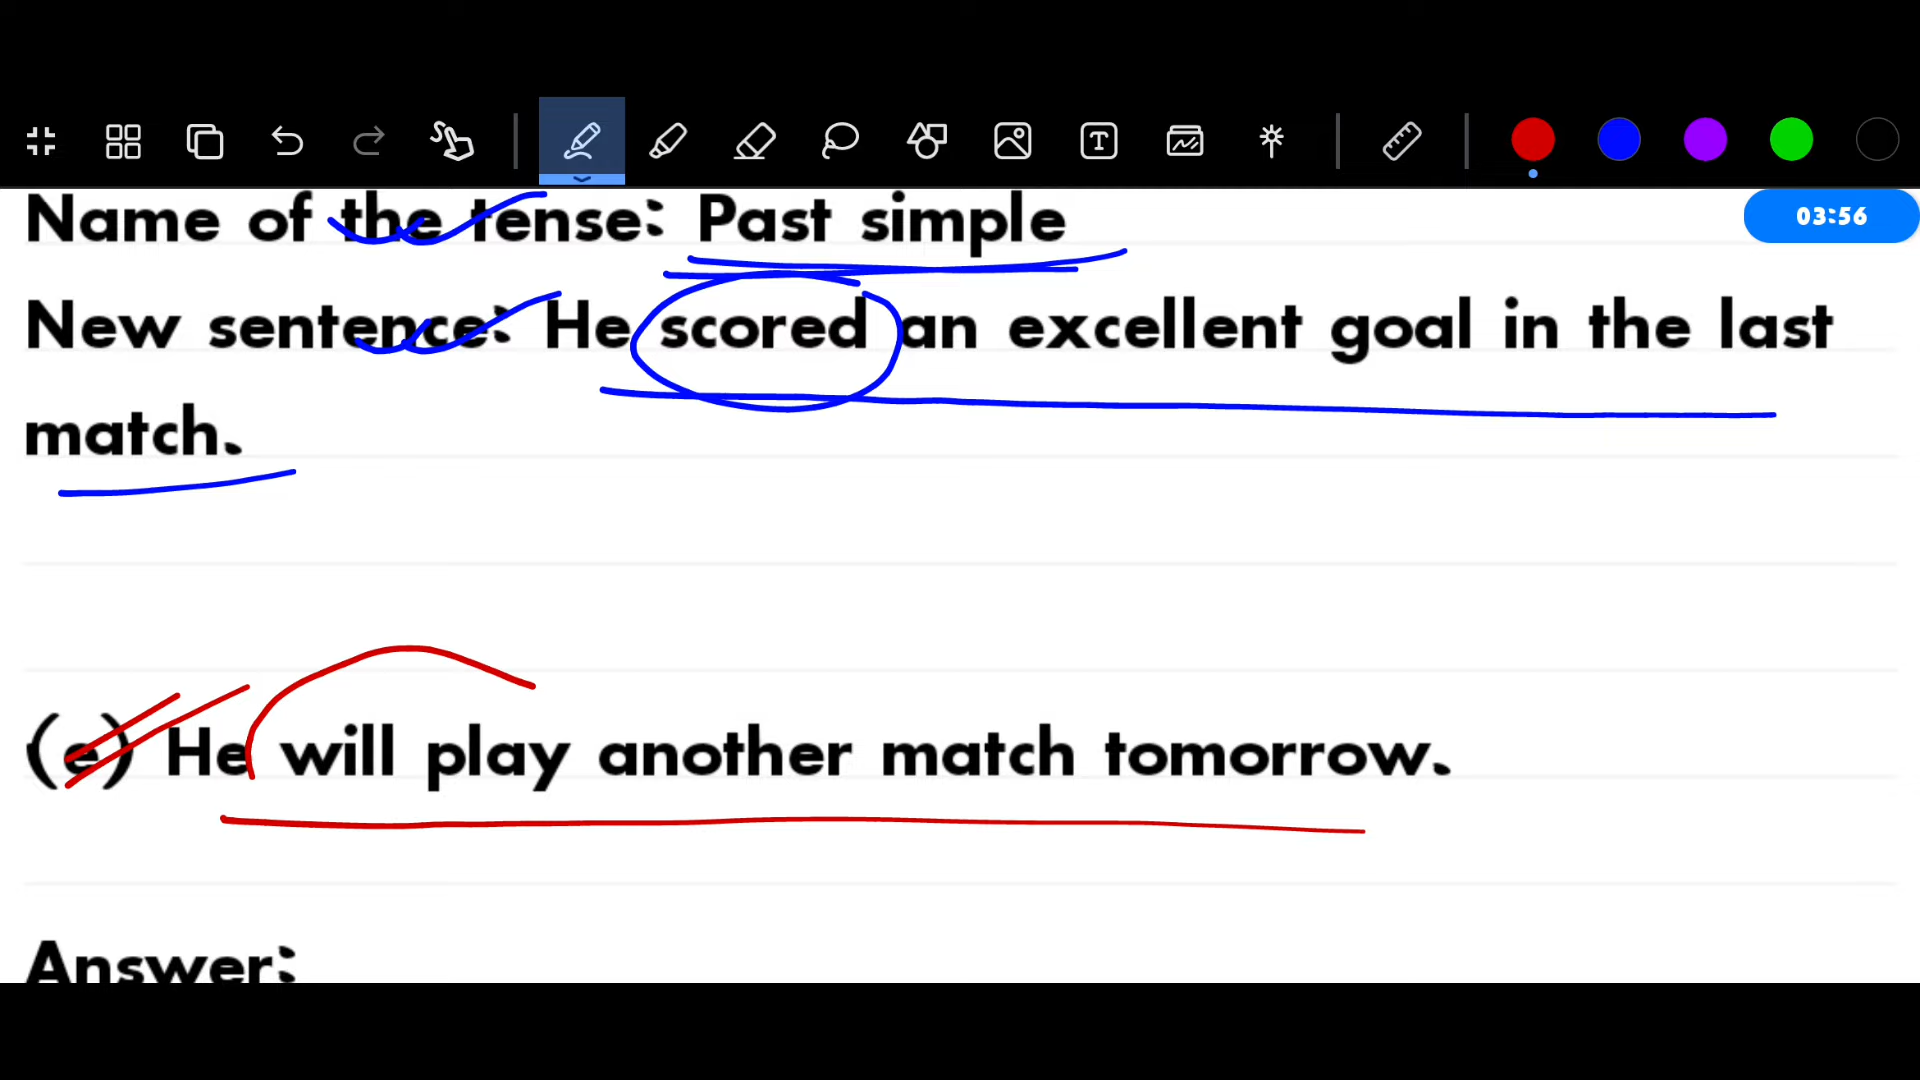 03:56
Name of the tense: Past simple
New sentence: He scored an excellent goal in the last
match.
(e) He will play another match tomorrow.
Answer: